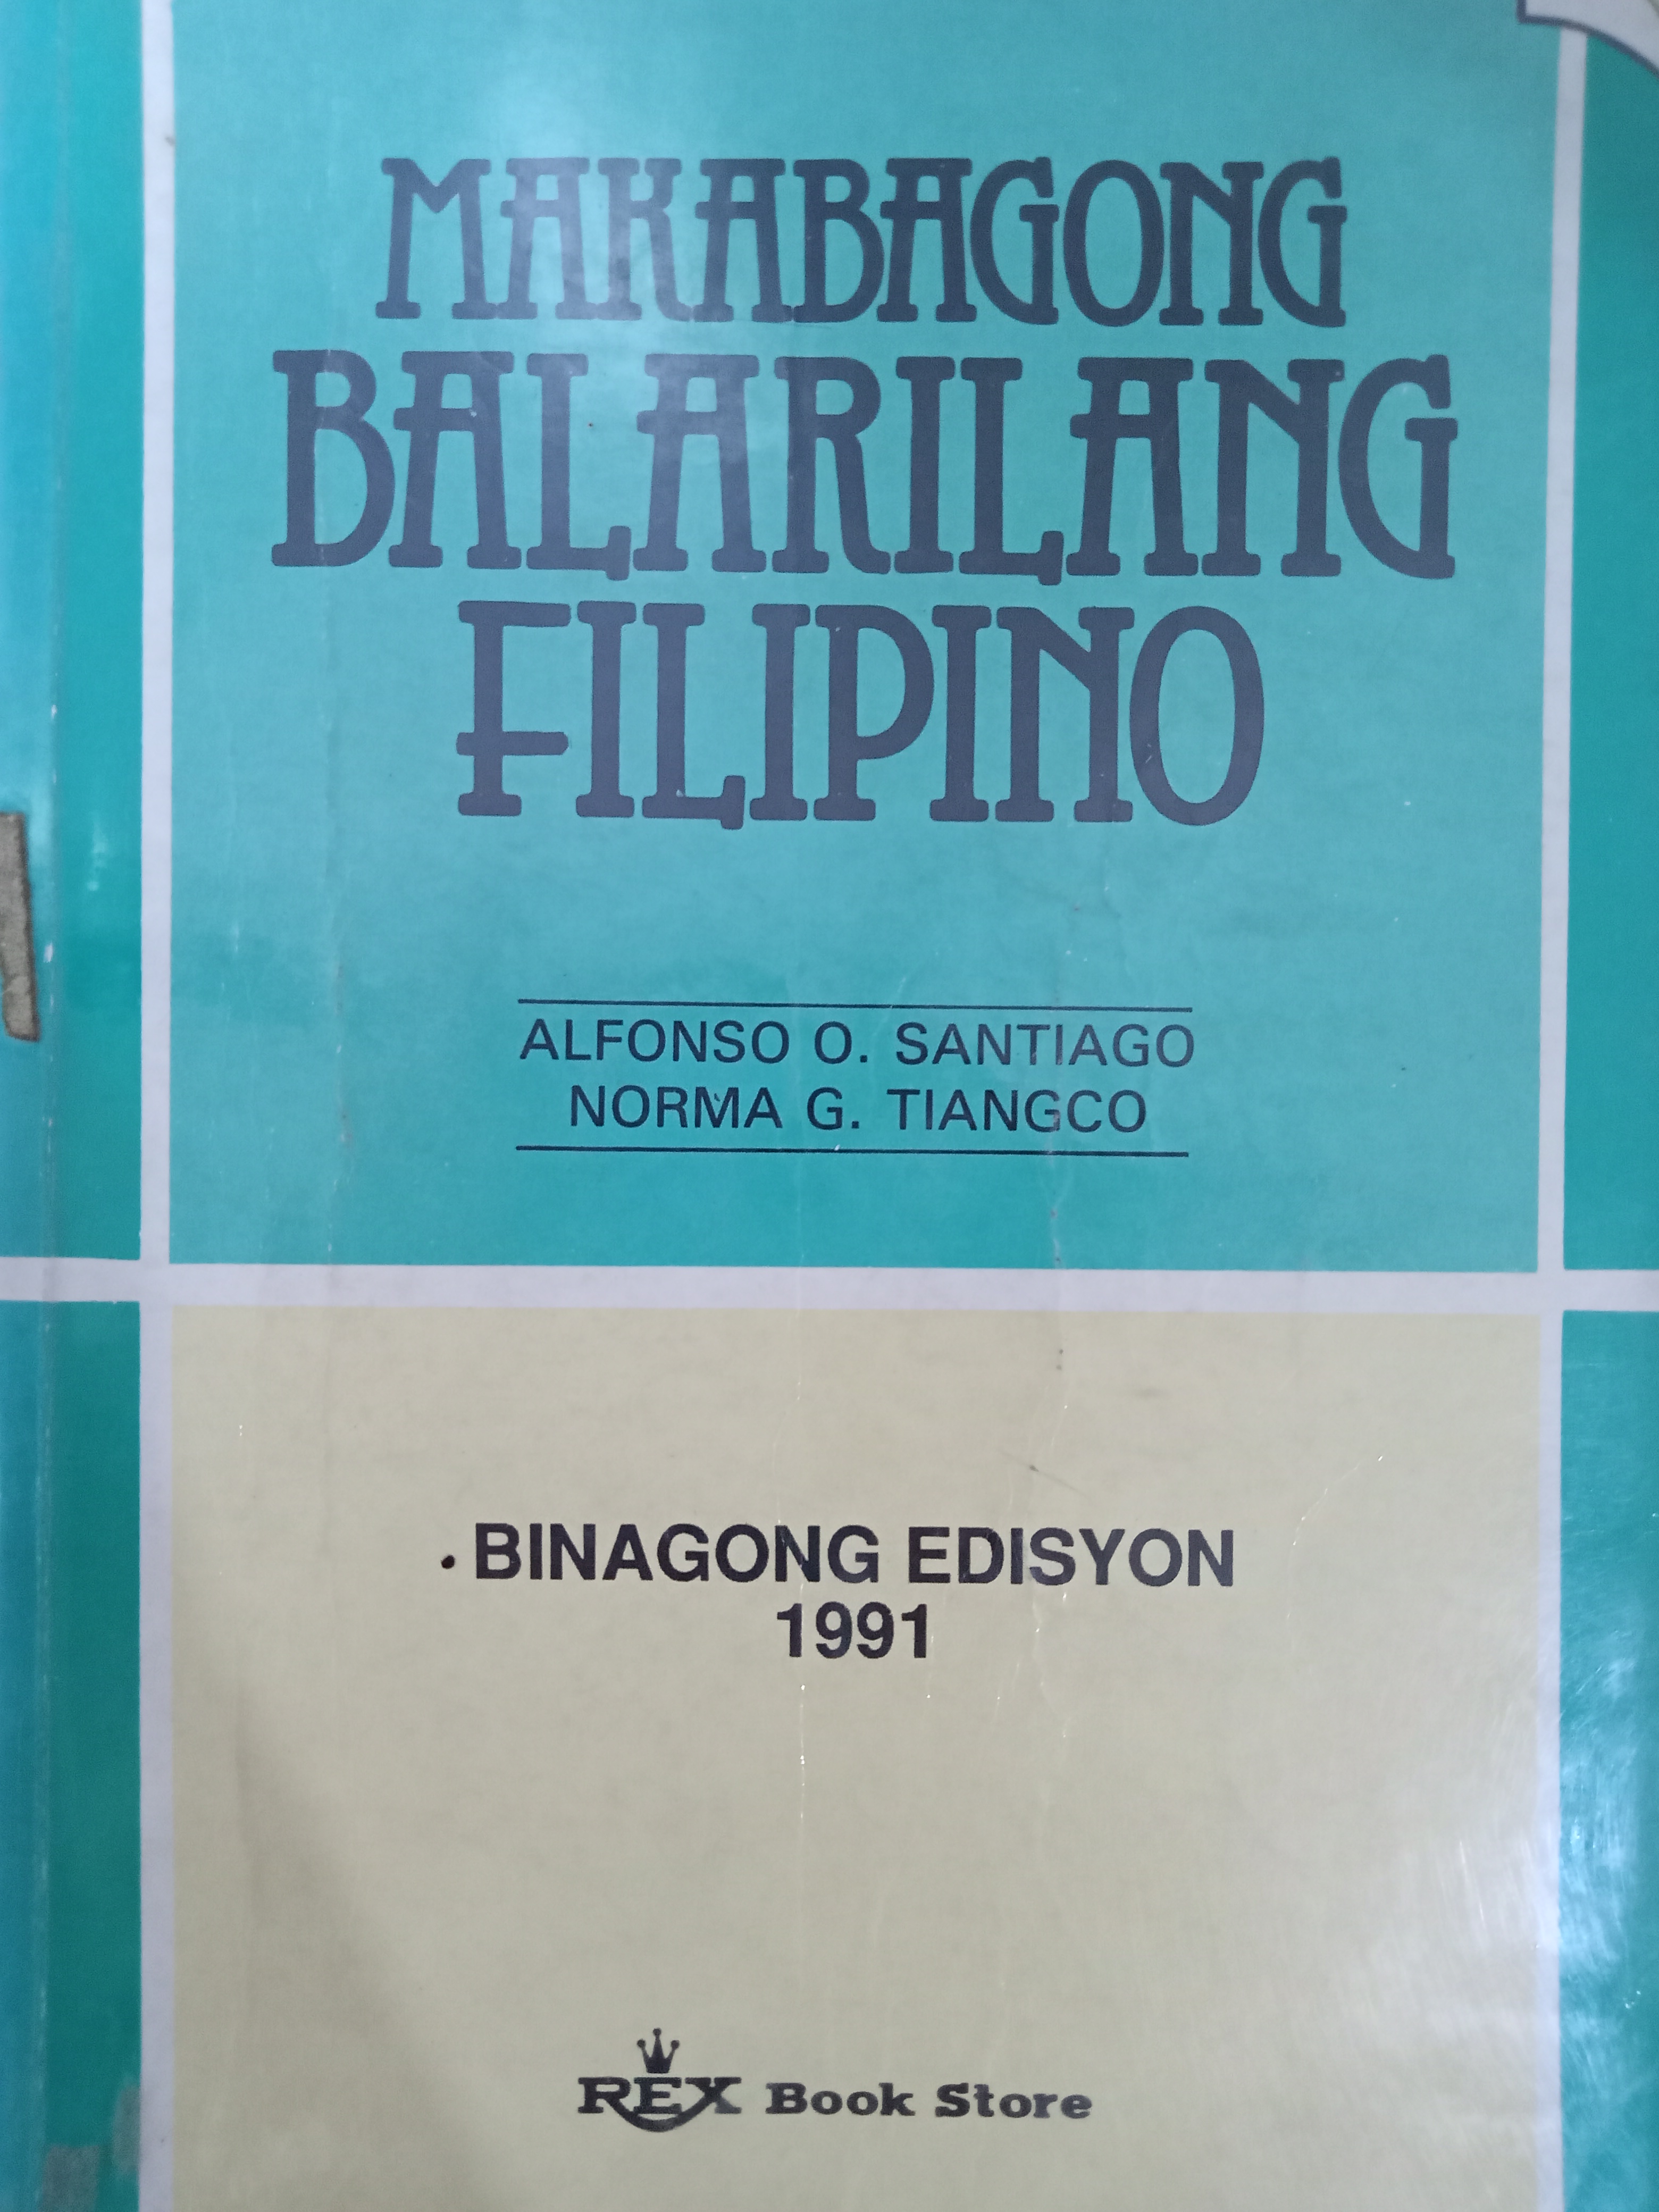 MAKABAGONG
BALARILANG
FILIPINO
ALFONSO O. SANTIAGO
NORMA G. TIANGCO
BINAGONG EDISYON
1991
REX Book Store